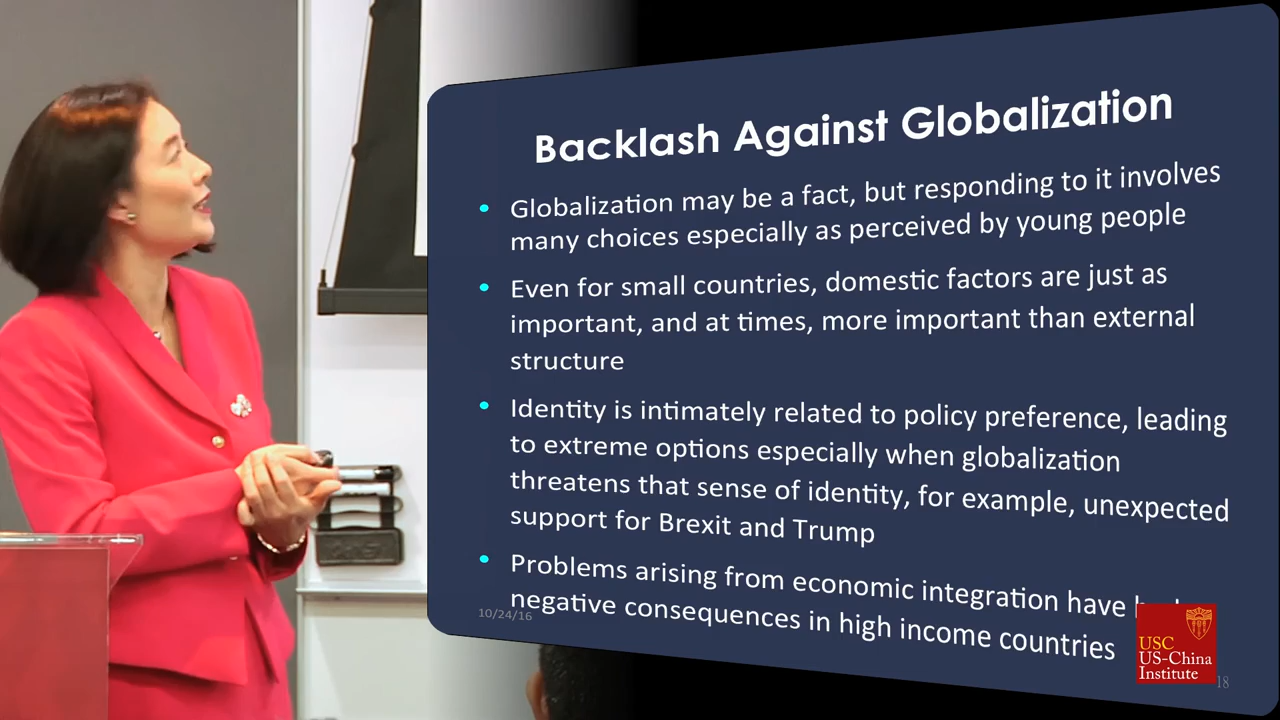 Backlash Against Globalization
• Globalization may be a fact, but responding to it involves
many choices especially as perceived by young people
• Even for small countries, domestic factors are just as
important, and at times, more important than external
structure
• Identity is intimately related to policy preference, leading
to extreme options especially when globalization
threatens that sense of identity, for example, unexpected
support for Brexit and Trump
• Problems arising from economic integration have
negative consequences in high income countries
10/24/16
USC
US-China
Institute
18